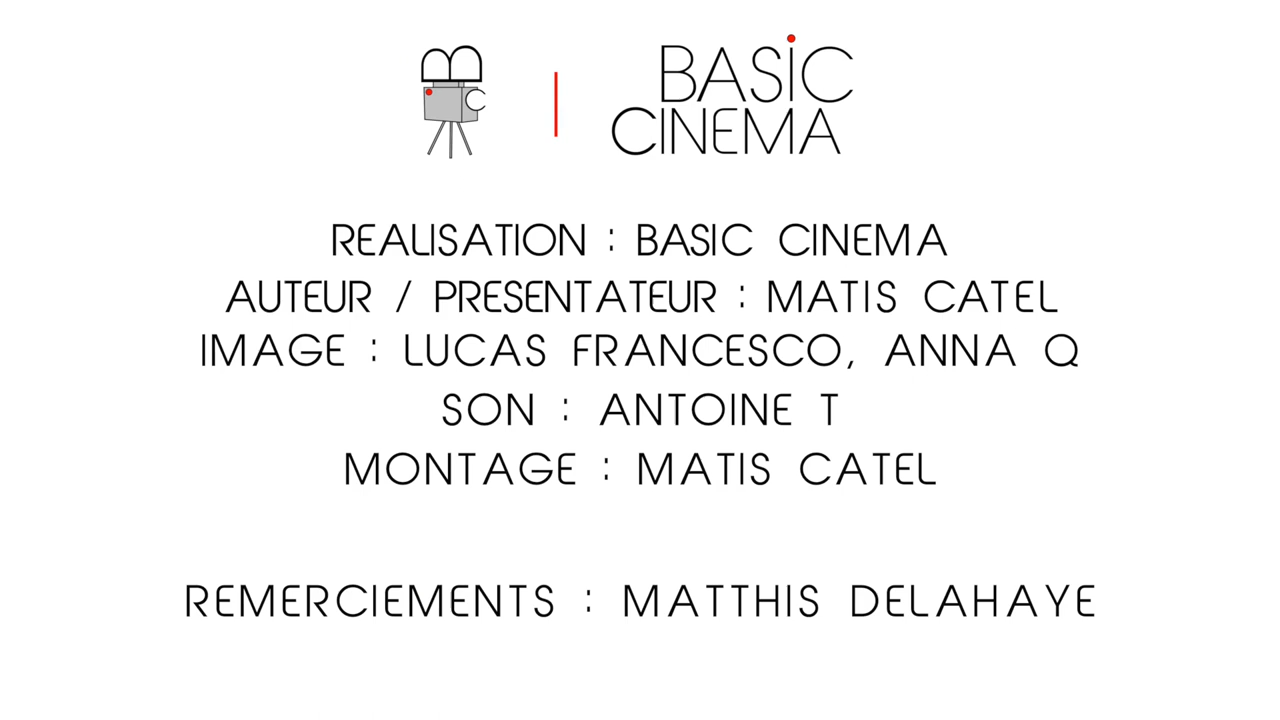 BASiC
CINEMA
REALISATION : BASIC CINEMA
AUTEUR / PRESENTATEUR : MATIS CATEL
IMAGE : LUCAS FRANCESCO, ANNA Q
SON : ANTOINE T
MONTAGE : MATIS CATEL
REMERCIEMENTS : MATTHIS DELAHAYE